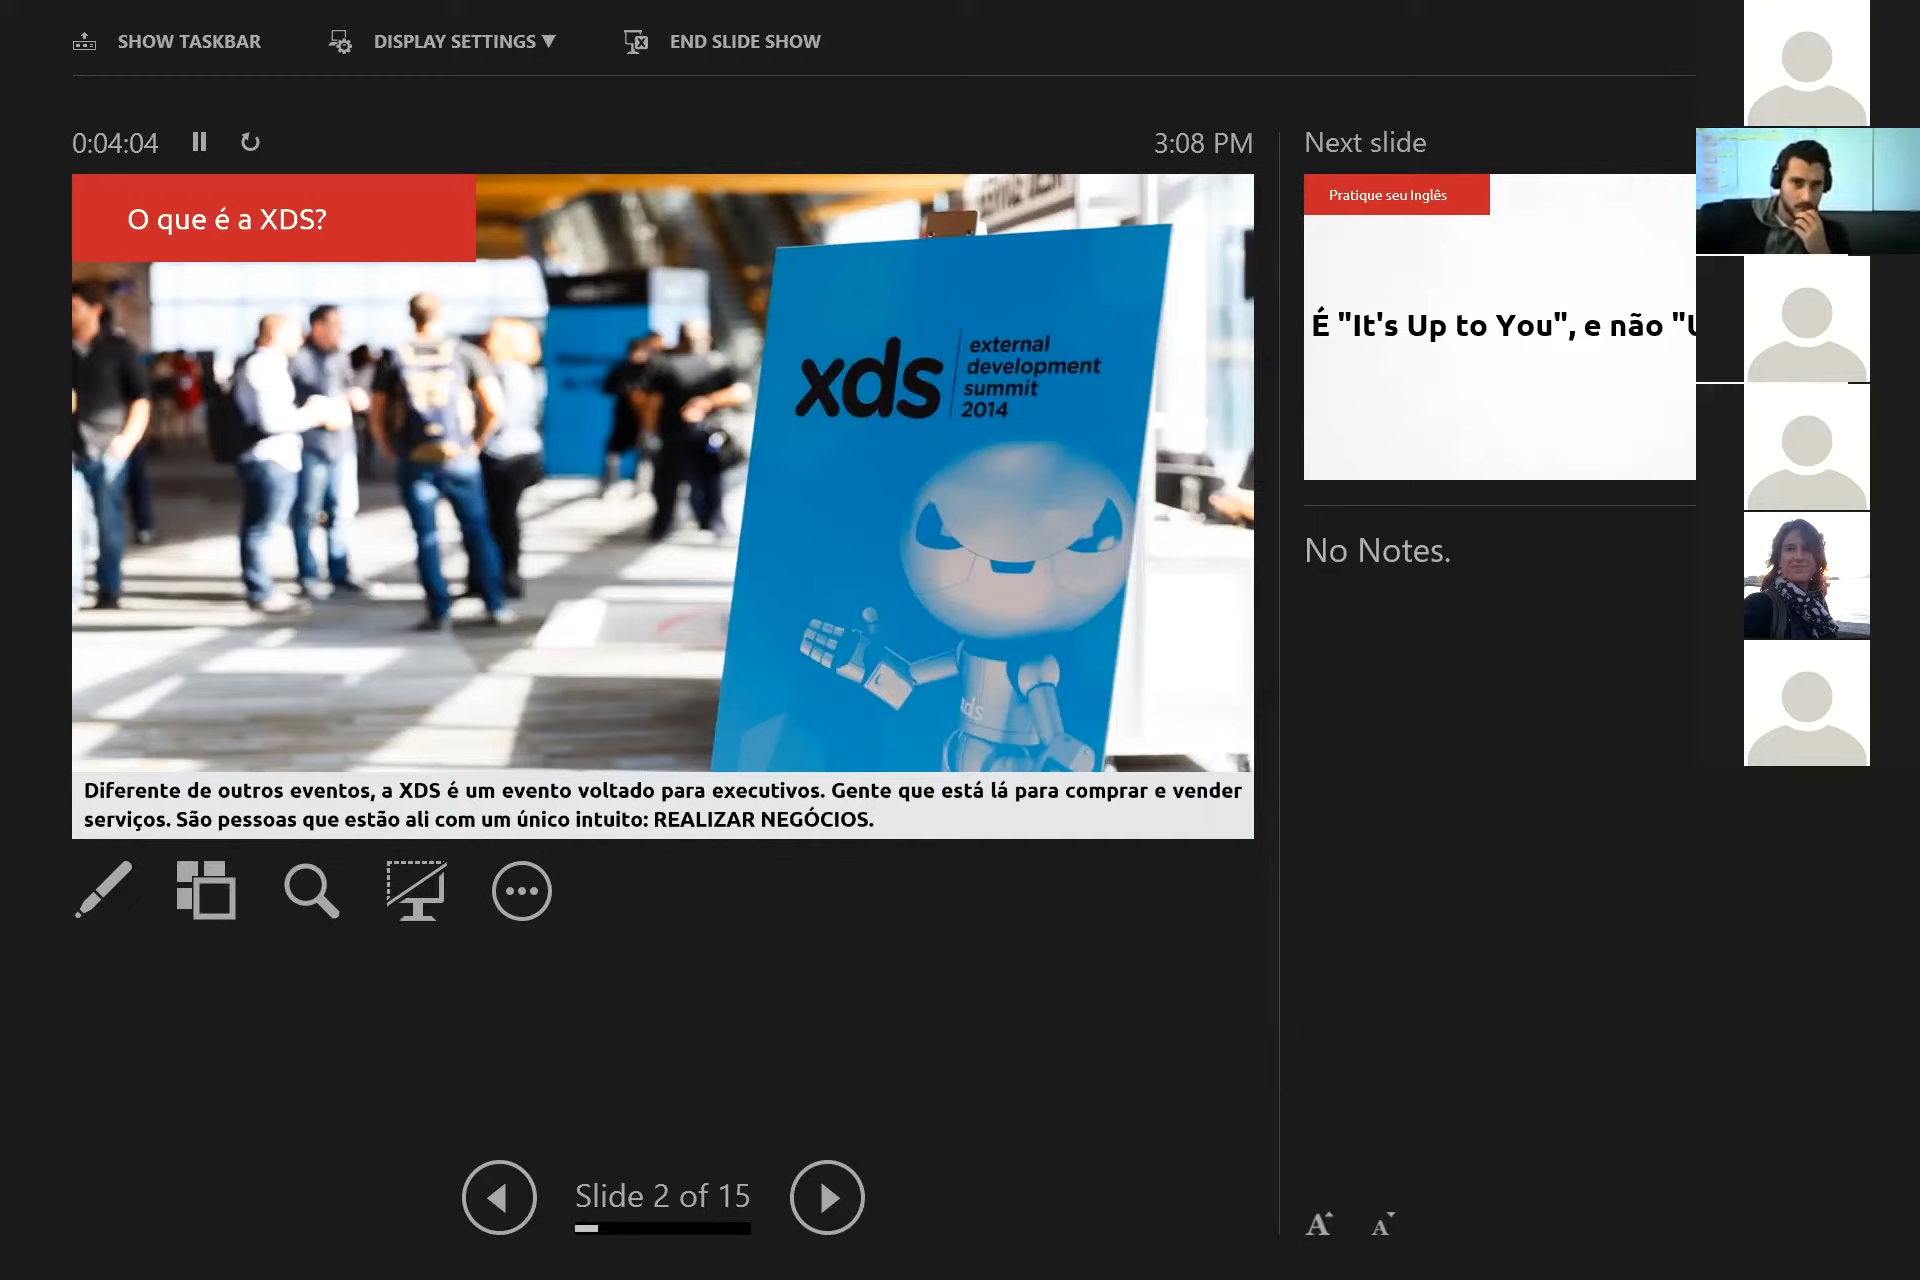 SHOW TASKBAR
DISPLAY SETTINGS ▼
END SLIDE SHOW
0:04:04
3:08 PM
Next slide
O que é a XDS?
xds
external
development
summit
2014
xds
Diferente de outros eventos, a XDS é um evento voltado para executivos. Gente que está lá para comprar e vender
serviços. São pessoas que estão ali com um único intuito: REALIZAR NEGÓCIOS.
Pratique seu Inglês
É "It's Up to You", e não "
No Notes.
Slide 2 of 15
A A